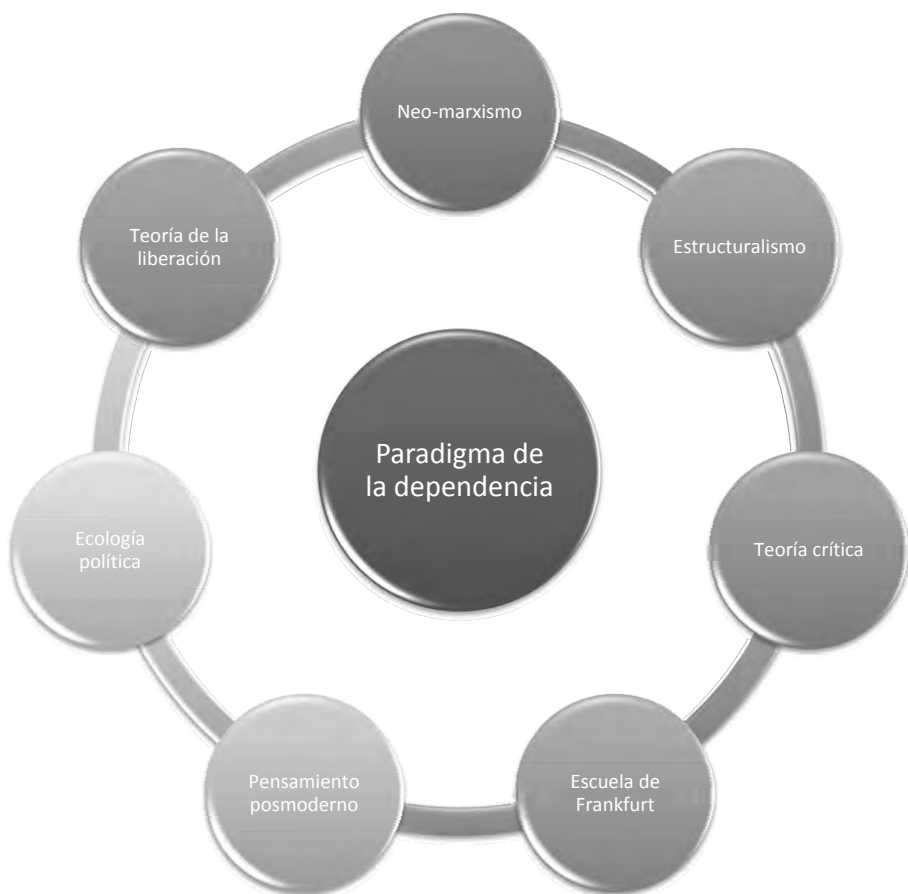 Neo-marxismo
Teoría de la
liberación
Estructuralismo
Paradigma de
la dependencia
Ecología
política
Teoría crítica
Pensamiento
posmoderno
Escuela de
Frankfurt